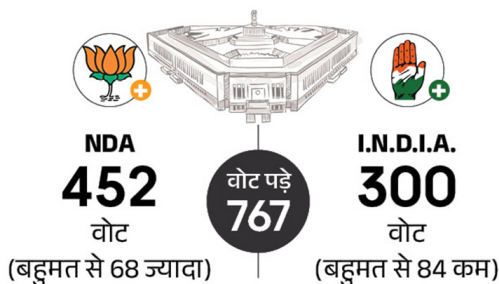 NDA
452
वोट
(बहुमत से 68 ज्यादा)
वोट पड़े
767
I.N.D.I.A.
300
वोट
(बहुमत से 84 कम)